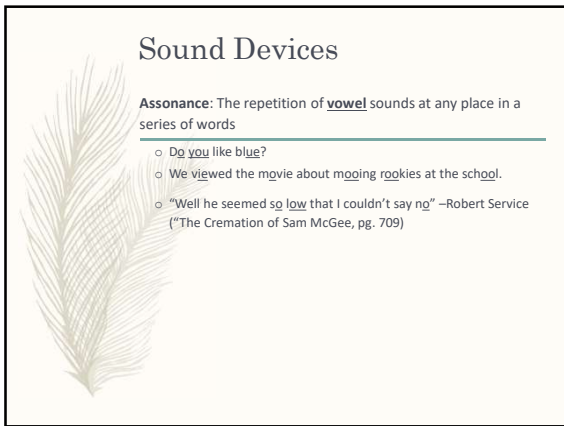 Sound Devices
Assonance: The repetition of vowel sounds at any place in a
series of words
○ Do you like blue?
○ We viewed the movie about mooing rookies at the school.
○ “Well he seemed so low that I couldn’t say no” –Robert Service
(“The Cremation of Sam McGee, pg. 709)